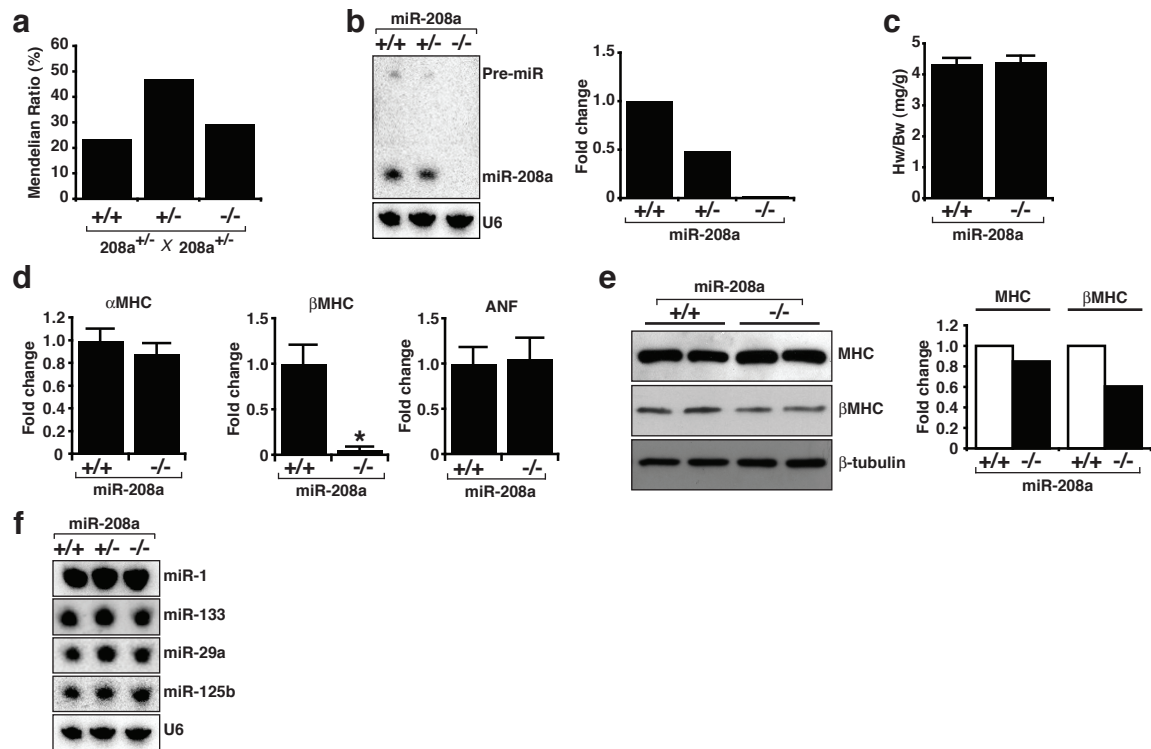 a
Mendelian Ratio (%)
60
50
40
30
20
10
0
+/+ +/- -/-
208a+/- X 208a+/-
b
miR-208a
+/+ +/- -/-
Pre-miR
miR-208a
U6
Fold change
1.5
1.0
0.5
0
+/+ +/- -/-
miR-208a
c
Hw/Bw (mg/g)
5
4
3
2
1
0
+/+ -/-
miR-208a
d
αMHC
Fold change
1.2
1.0
0.8
0.6
0.4
0.2
0
+/+ -/-
miR-208a
βMHC
Fold change
1.5
1.0
0.5
0
*
+/+ -/-
miR-208a
ANF
Fold change
1.5
1.0
0.5
0
+/+ -/-
miR-208a
e
miR-208a
+/+ -/-
MHC
βMHC
β-tubulin
MHC βMHC
Fold change
1.2
1.0
0.8
0.6
0.4
0.2
0
+/+ -/- +/+ -/-
miR-208a
f
miR-208a
+/+ +/- -/-
miR-1
miR-133
miR-29a
miR-125b
U6